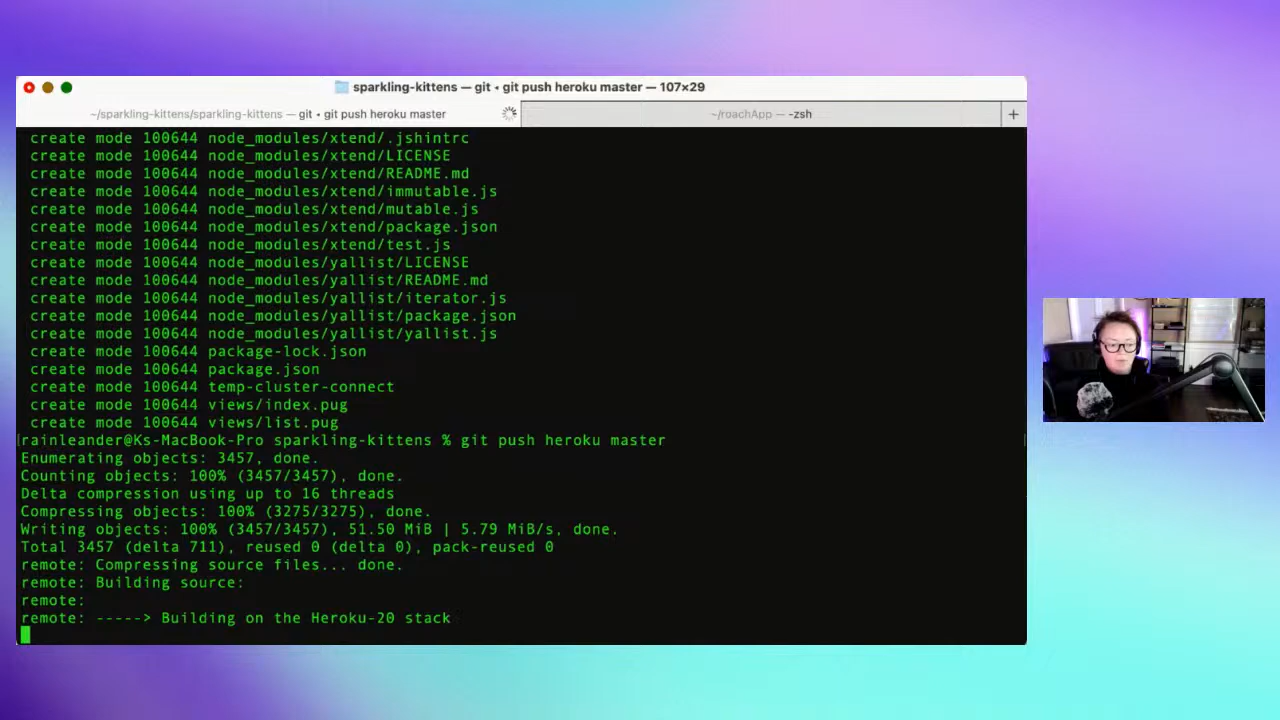 sparkling-kittens — git ◂ git push heroku master — 107×29
~/sparkling-kittens/sparkling-kittens — git ◂ git push heroku master
~/roachApp — -zsh
+
create mode 100644 node_modules/xtend/.jshintrc
create mode 100644 node_modules/xtend/LICENSE
create mode 100644 node_modules/xtend/README.md
create mode 100644 node_modules/xtend/immutable.js
create mode 100644 node_modules/xtend/mutable.js
create mode 100644 node_modules/xtend/package.json
create mode 100644 node_modules/xtend/test.js
create mode 100644 node_modules/yallist/LICENSE
create mode 100644 node_modules/yallist/README.md
create mode 100644 node_modules/yallist/iterator.js
create mode 100644 node_modules/yallist/package.json
create mode 100644 node_modules/yallist/yallist.js
create mode 100644 package-lock.json
create mode 100644 package.json
create mode 100644 temp-cluster-connect
create mode 100644 views/index.pug
create mode 100644 views/list.pug
[rainleander@Ks-MacBook-Pro sparkling-kittens % git push heroku master ]
Enumerating objects: 3457, done.
Counting objects: 100% (3457/3457), done.
Delta compression using up to 16 threads
Compressing objects: 100% (3275/3275), done.
Writing objects: 100% (3457/3457), 51.50 MiB | 5.79 MiB/s, done.
Total 3457 (delta 711), reused 0 (delta 0), pack-reused 0
remote: Compressing source files... done.
remote: Building source:
remote:
remote: -----> Building on the Heroku-20 stack